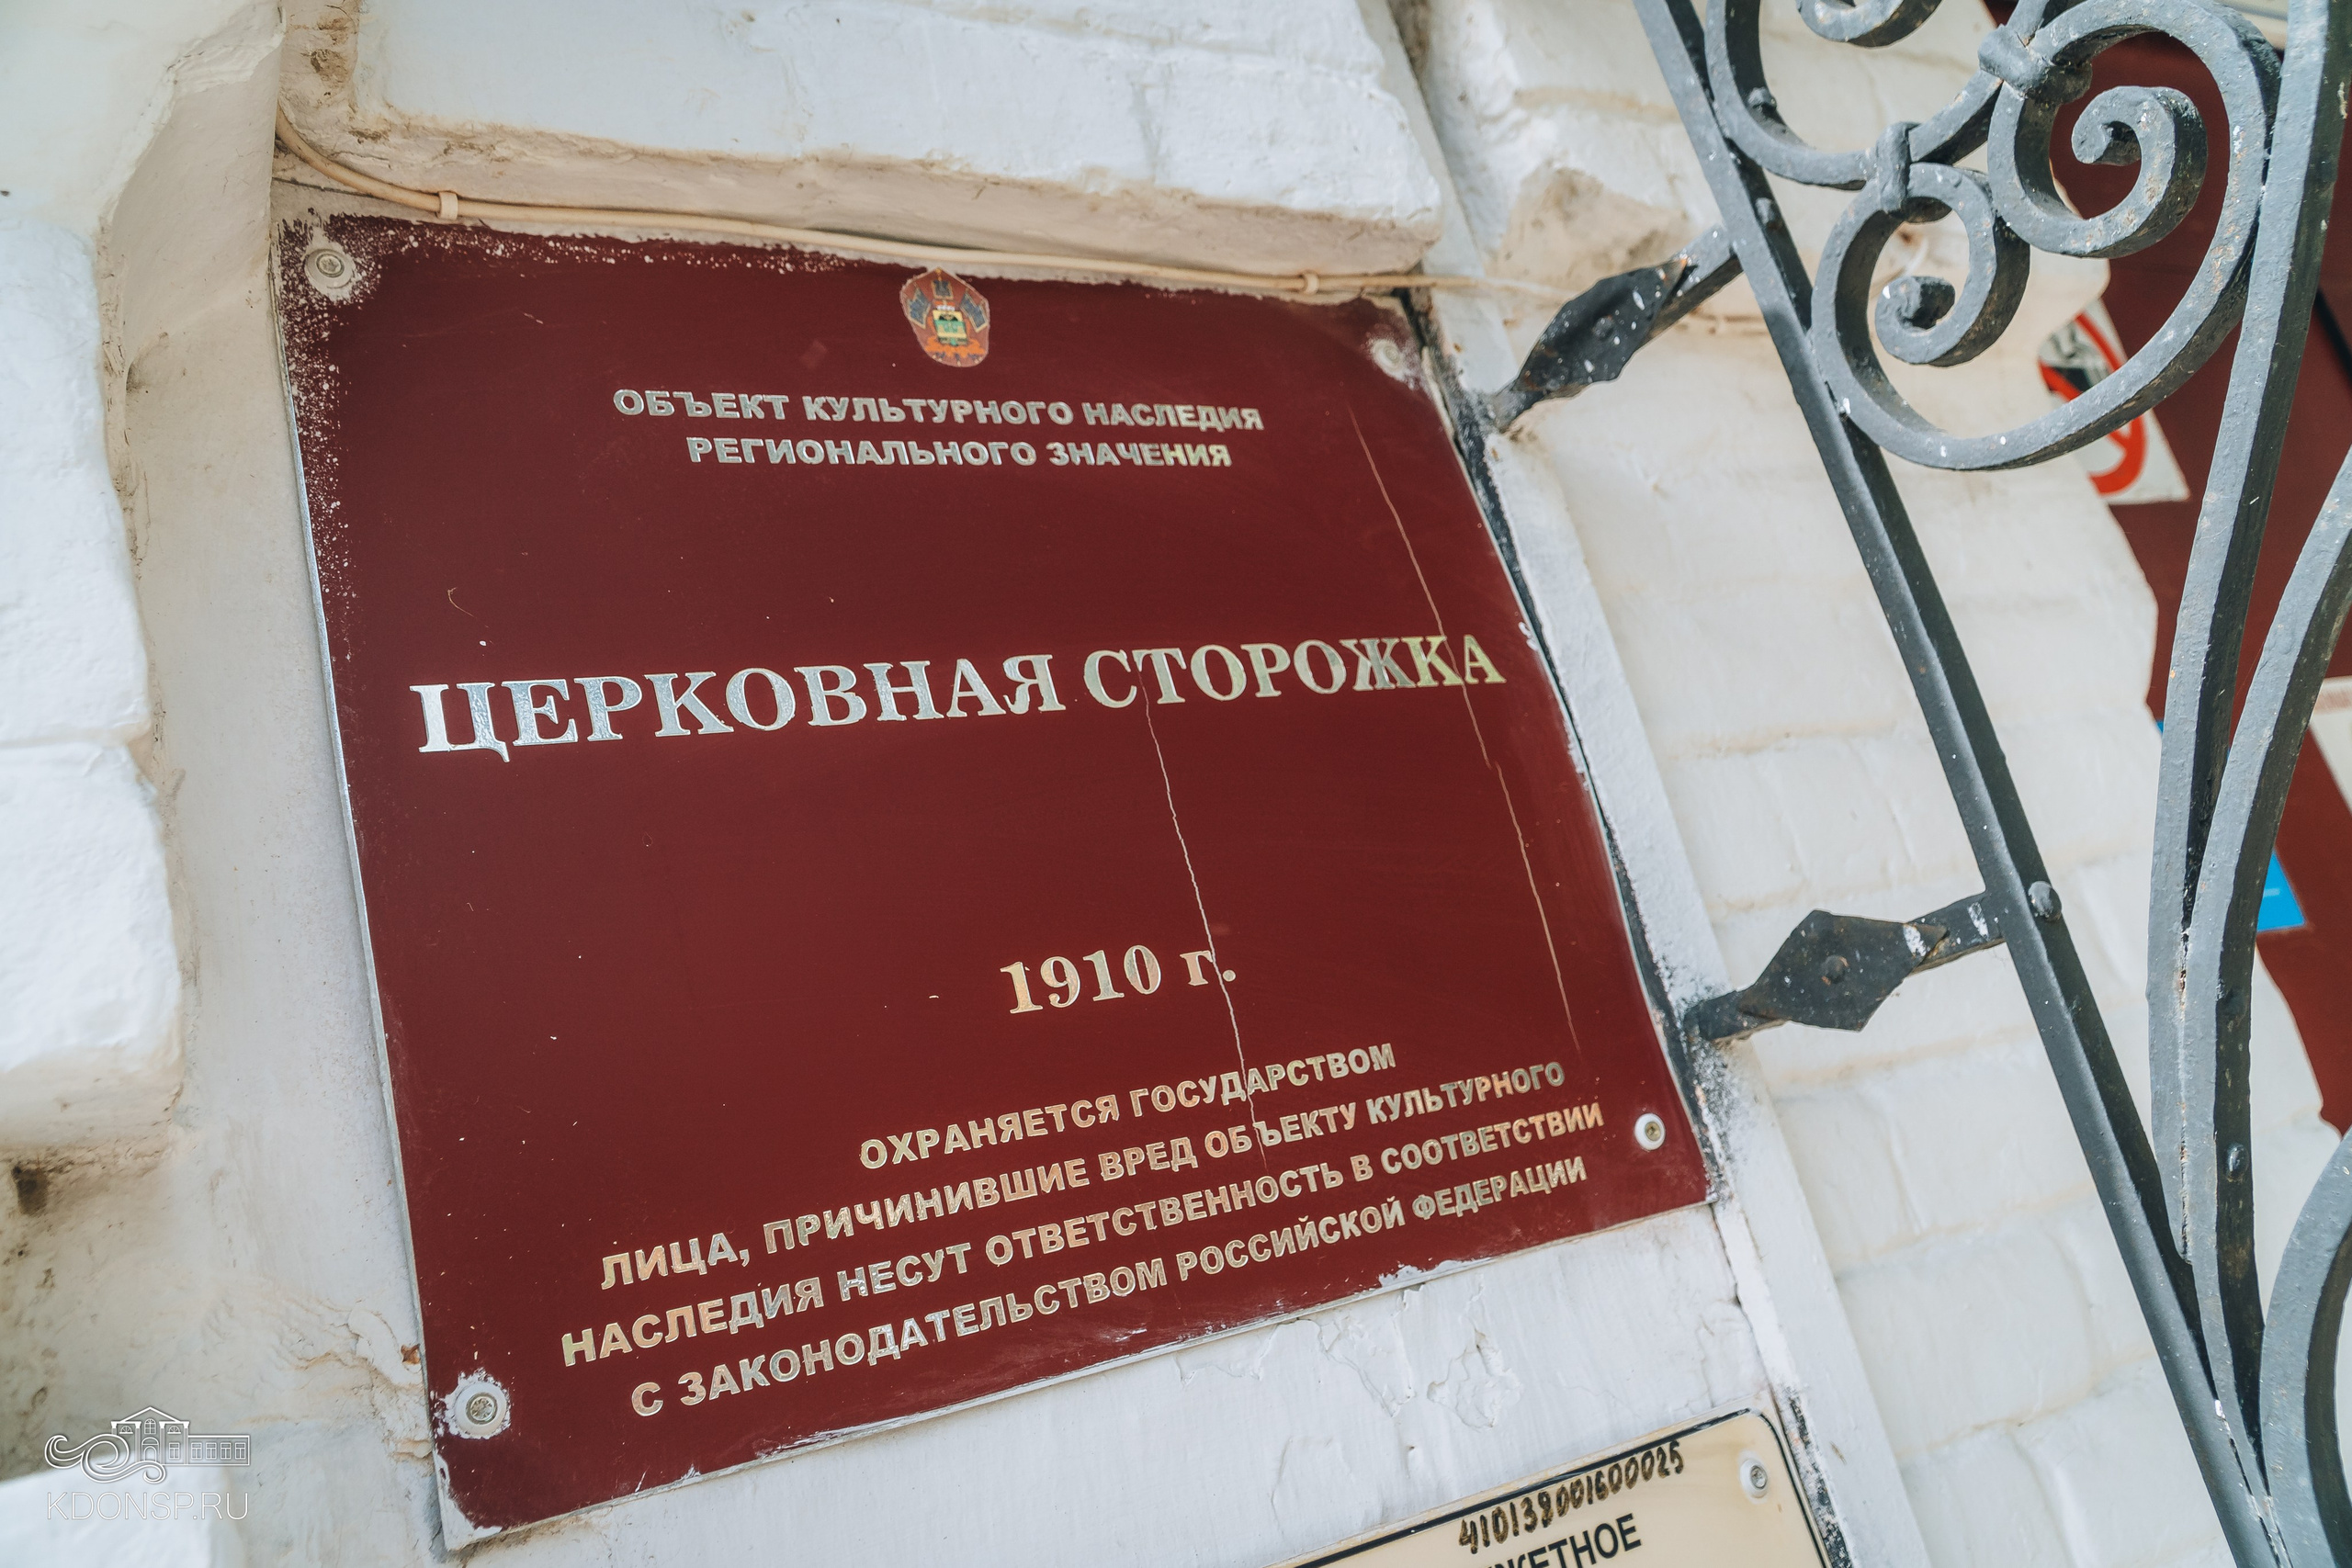 ОБЪЕКТ КУЛЬТУРНОГО НАСЛЕДИЯ
РЕГИОНАЛЬНОГО ЗНАЧЕНИЯ
ЦЕРКОВНАЯ СТОРОЖКА
1910 г.
ОХРАНЯЕТСЯ ГОСУДАРСТВОМ
ЛИЦА, ПРИЧИНИВШИЕ ВРЕД ОБЪЕКТУ КУЛЬТУРНОГО
НАСЛЕДИЯ НЕСУТ ОТВЕТСТВЕННОСТЬ В СООТВЕТСТВИИ
С ЗАКОНОДАТЕЛЬСТВОМ РОССИЙСКОЙ ФЕДЕРАЦИИ
KDONSP.RU